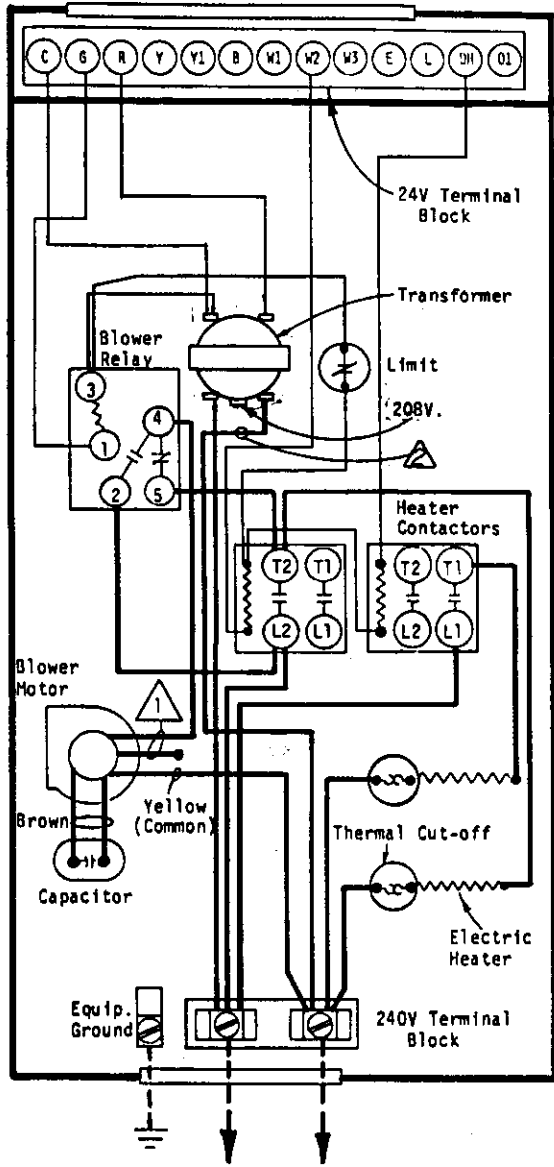 C G R Y Y1 B W1 W2 W3 E L DH O1
24V Terminal
Block
Transformer
Blower
Relay
Limit
208V.
3
4
1
2
5
Heater
Contactors
T2 T1
T2 T1
L2 L1
L2 L1
Blower
Motor
1
Yellow
(Common)
Brown
Thermal Cut-off
Capacitor
Electric
Heater
Equip.
Ground
240V Terminal
Block